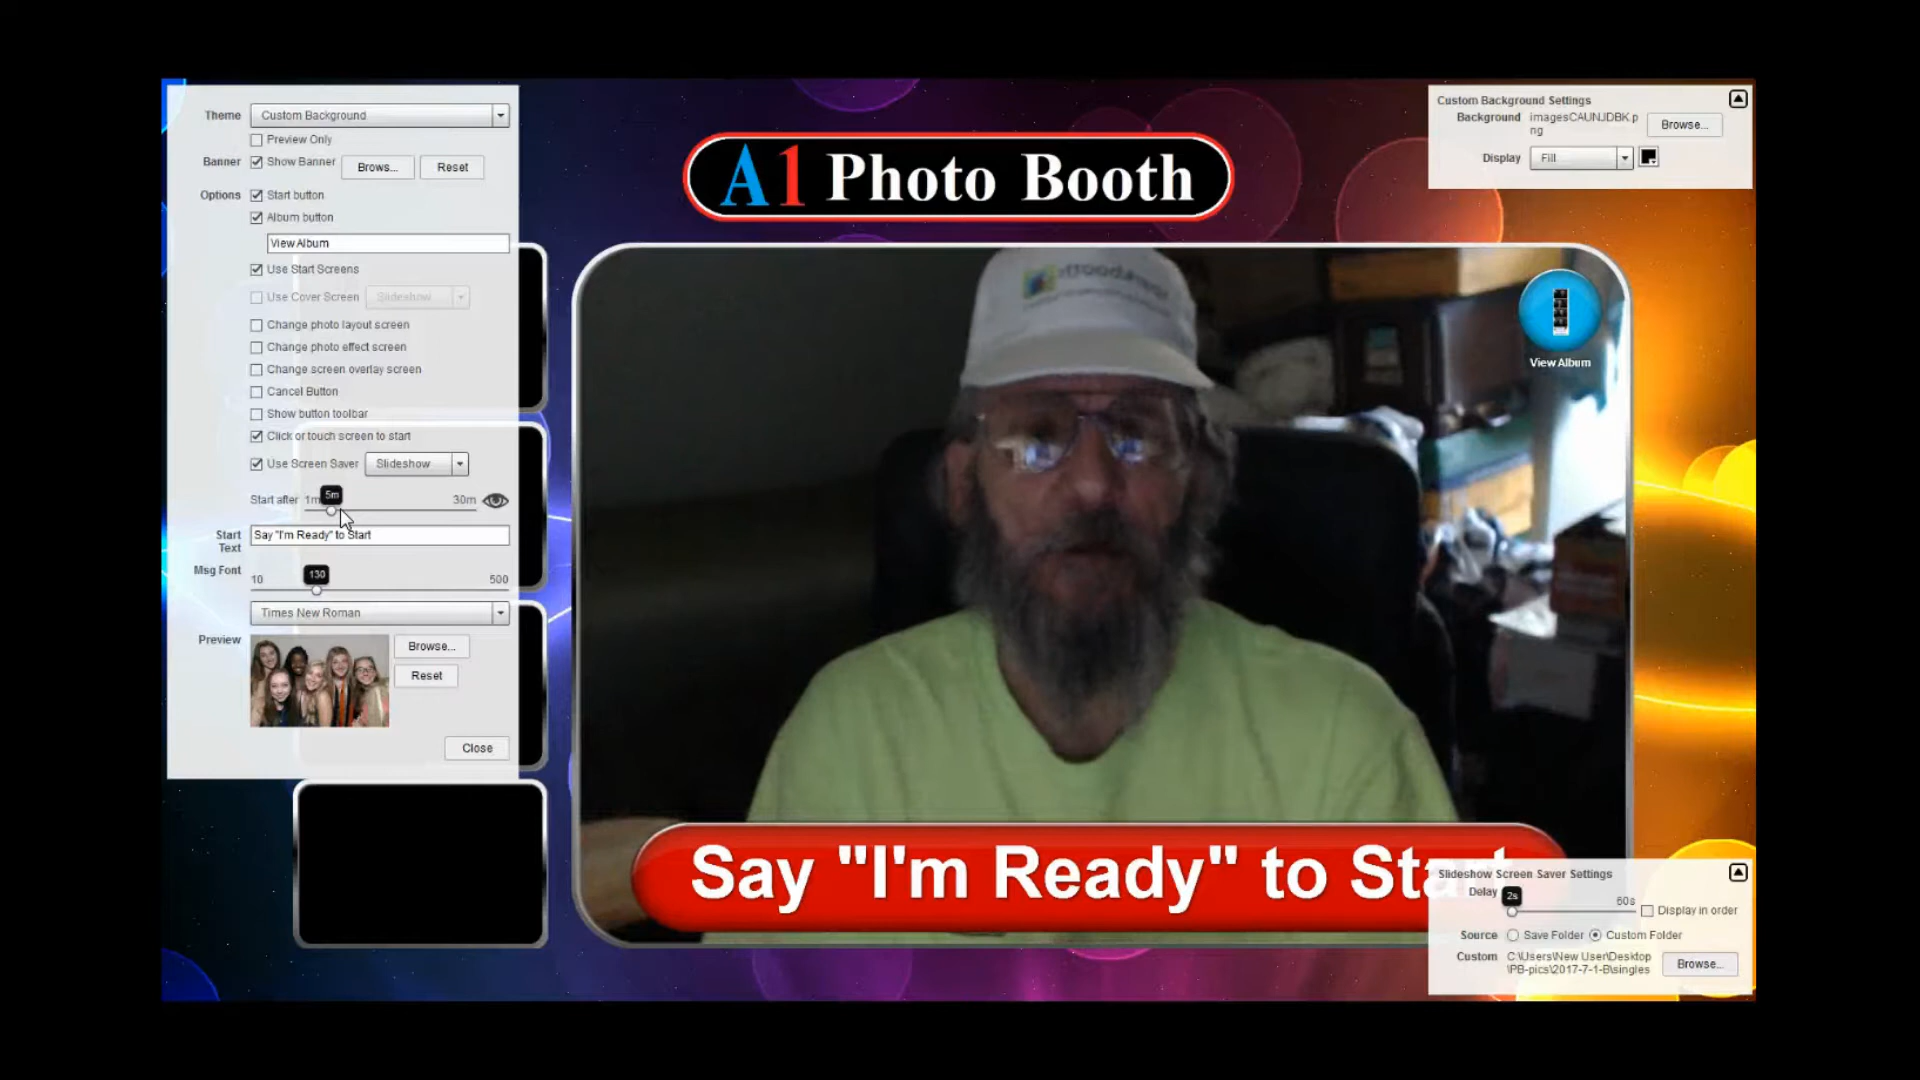 Theme
Custom Background
Preview Only
Banner
Show Banner
Brows...
Reset
Options
Start button
Album button
View Album
Use Start Screens
Use Cover Screen
Slideshow
Change photo layout screen
Change photo effect screen
Change screen overlay screen
Cancel Button
Show button toolbar
Click or touch screen to start
Use Screen Saver
Slideshow
Start after 1m 5m 30m
Start Text
Say "I'm Ready" to Start
Msg Font
10 130 500
Times New Roman
Preview
Browse...
Reset
Close
A1 Photo Booth
View Album
Say "I'm Ready" to Start
Custom Background Settings
Background
imagesCAUNJDBK.p
ng
Browse...
Display
Fill
Slideshow Screen Saver Settings
Delay 2s 60s
Display in order
Source
Save Folder
Custom Folder
Custom
C:\Users\New User\Desktop
\PB-pics\2017-7-1-B\singles
Browse...